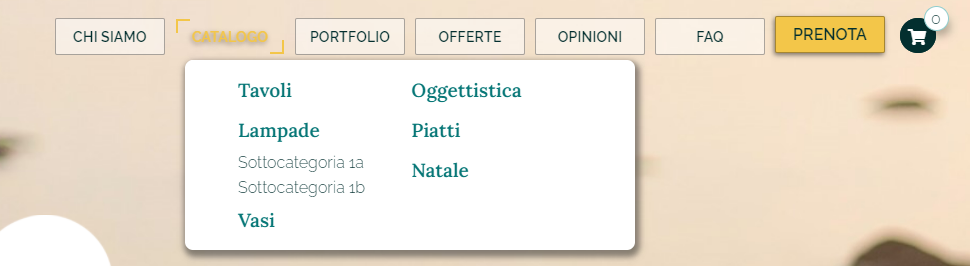 CHI SIAMO
CATALOGO
PORTFOLIO
OFFERTE
OPINIONI
FAQ
PRENOTA
0
Tavoli
Lampade
Sottocategoria 1a
Sottocategoria 1b
Vasi
Oggettistica
Piatti
Natale